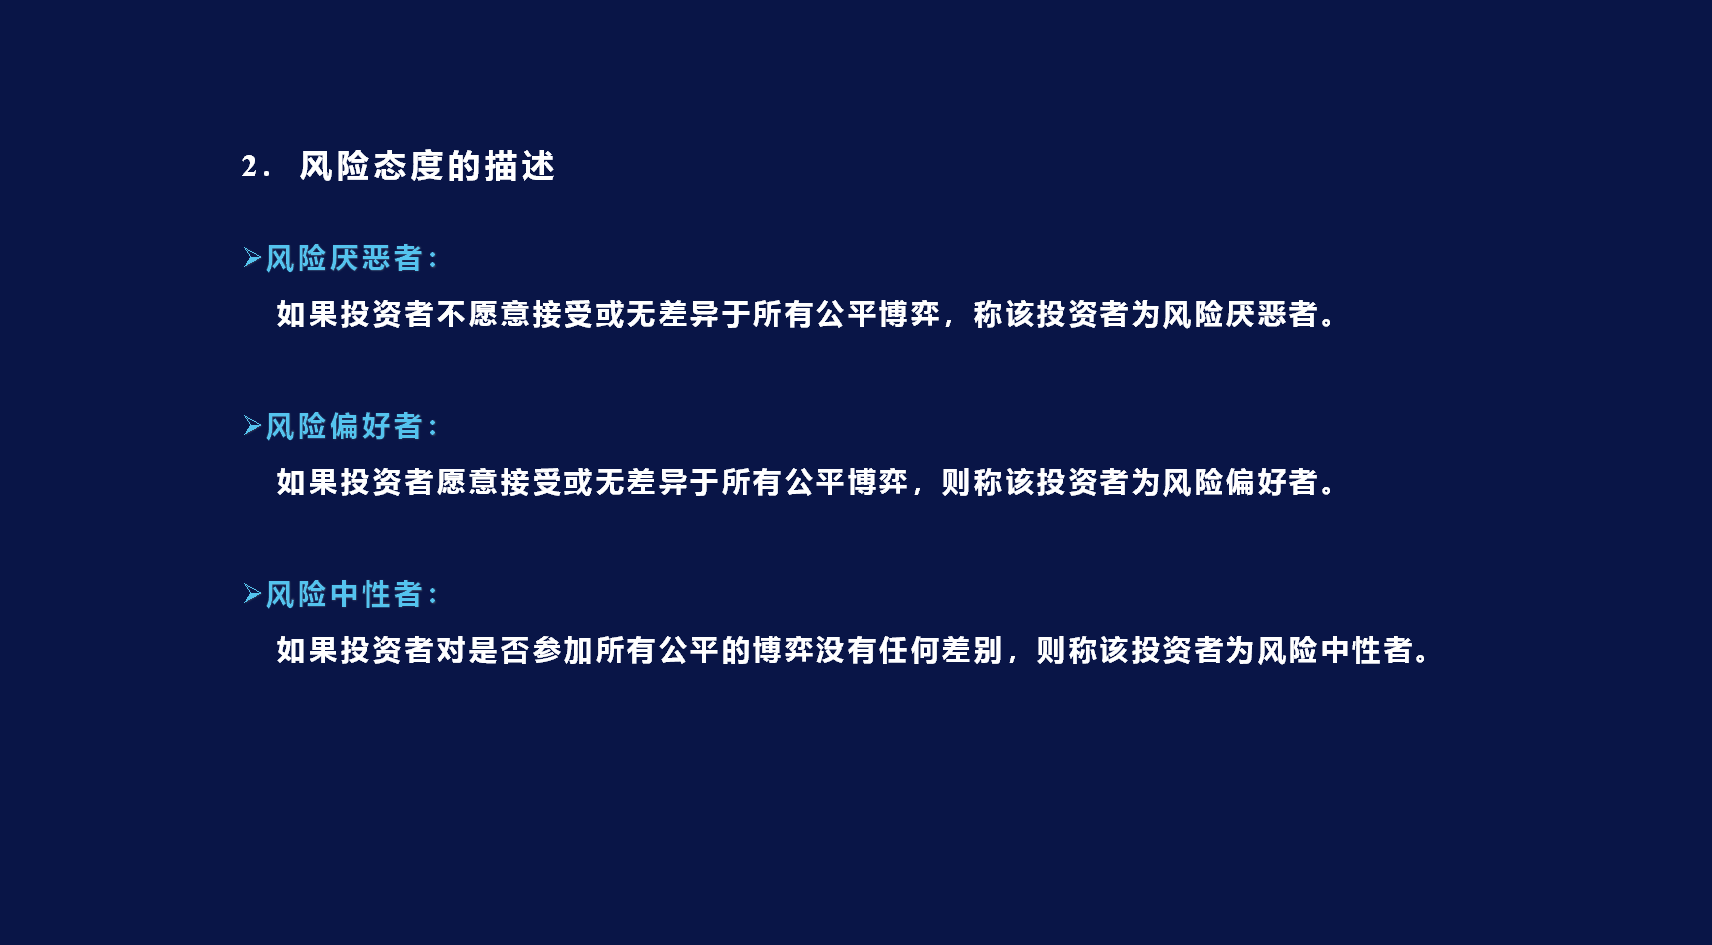 2. 风险态度的描述
➢风险厌恶者：
如果投资者不愿意接受或无差异于所有公平博弈，称该投资者为风险厌恶者。
➢风险偏好者：
如果投资者愿意接受或无差异于所有公平博弈，则称该投资者为风险偏好者。
➢风险中性者：
如果投资者对是否参加所有公平的博弈没有任何差别，则称该投资者为风险中性者。